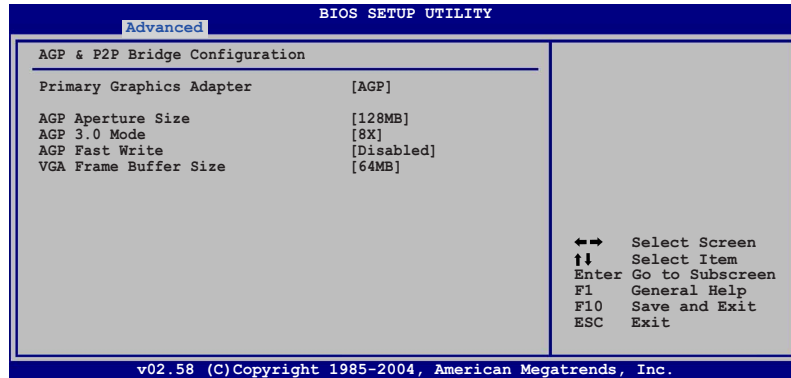 BIOS SETUP UTILITY
Advanced
AGP & P2P Bridge Configuration
Primary Graphics Adapter [AGP]
AGP Aperture Size [128MB]
AGP 3.0 Mode [8X]
AGP Fast Write [Disabled]
VGA Frame Buffer Size [64MB]
←→ Select Screen
↑↓ Select Item
Enter Go to Subscreen
F1 General Help
F10 Save and Exit
ESC Exit
v02.58 (C)Copyright 1985-2004, American Megatrends, Inc.